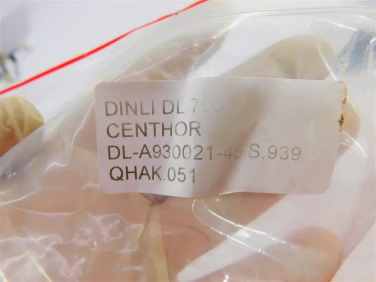 DINLI DL
CENTHOR
DL-A930021-45 S.939
QHAK.051